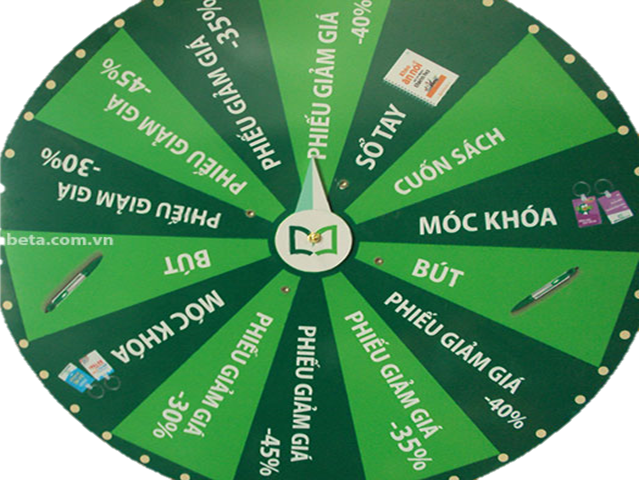 PHIẾU GIẢM GIÁ
-40%
SỔ TAY
CUỐN SÁCH
MÓC KHÓA
BÚT
PHIẾU GIẢM GIÁ
-40%
PHIẾU GIẢM GIÁ
-35%
PHIẾU GIẢM GIÁ
-45%
PHIẾU GIẢM GIÁ
-30%
MÓC KHÓA
BÚT
PHIẾU GIẢM GIÁ
-30%
PHIẾU GIẢM GIÁ
-45%
PHIẾU GIẢM GIÁ
-35%
beta.com.vn